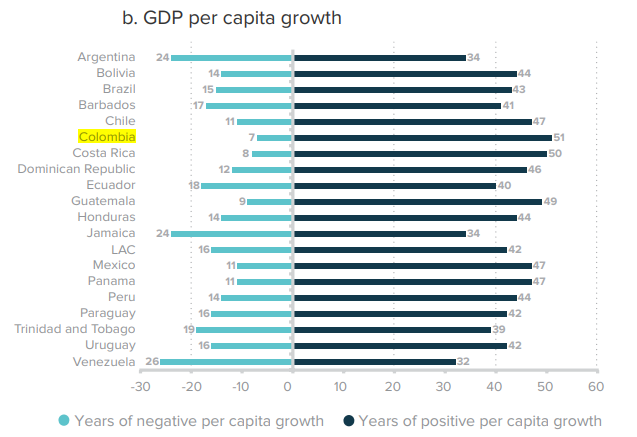 b. GDP per capita growth
Argentina 24 34
Bolivia 14 44
Brazil 15 43
Barbados 17 41
Chile 11 47
Colombia 7 51
Costa Rica 8 50
Dominican Republic 12 46
Ecuador 18 40
Guatemala 9 49
Honduras 14 44
Jamaica 24 34
LAC 16 42
Mexico 11 47
Panama 11 47
Peru 14 44
Paraguay 16 42
Trinidad and Tobago 19 39
Uruguay 16 42
Venezuela 26 32
-30 -20 -10 0 10 20 30 40 50 60
Years of negative per capita growth Years of positive per capita growth